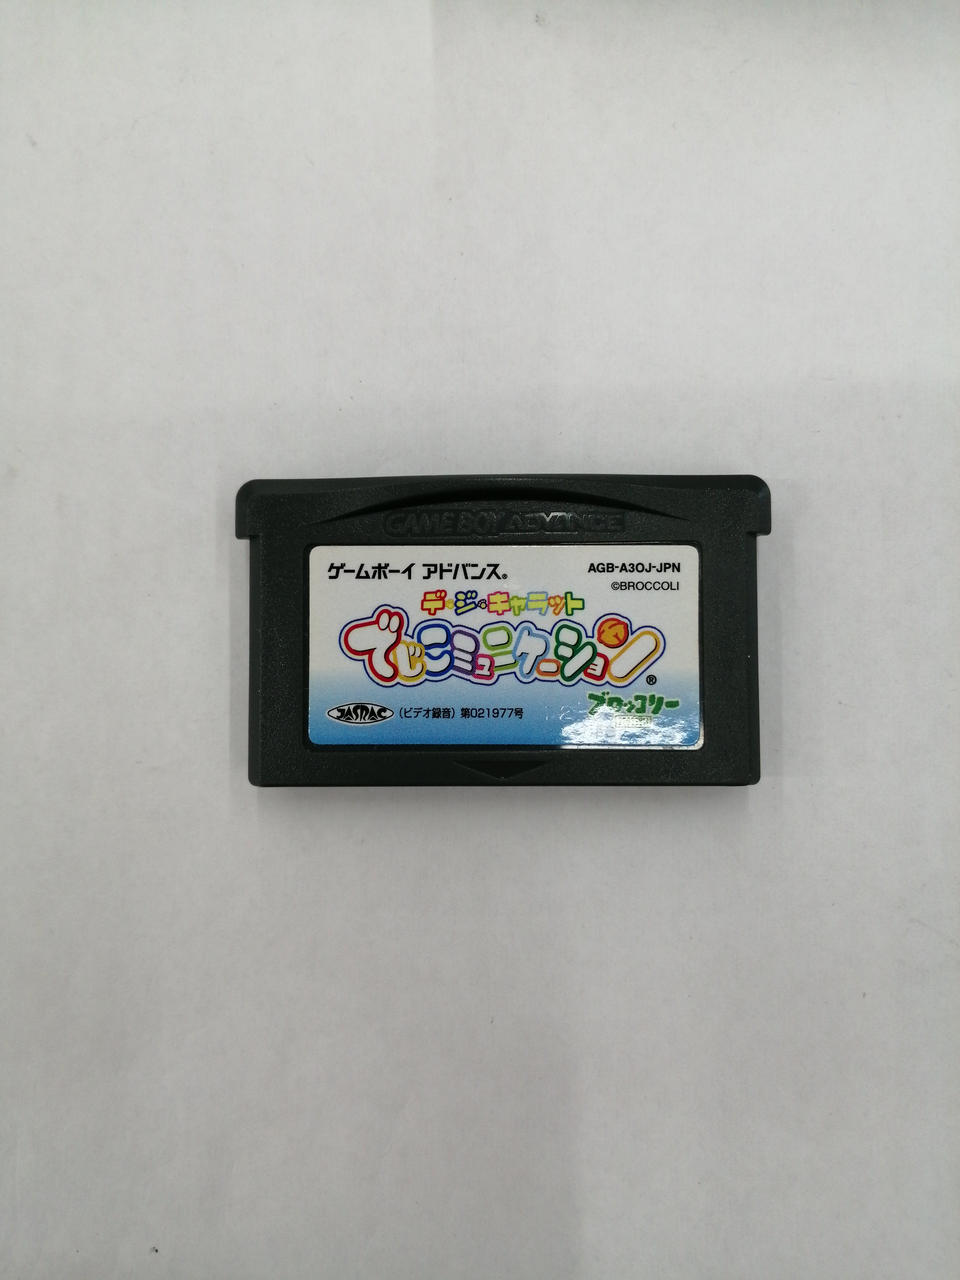 GAME BOY ADVANCE
ゲームボーイ アドバンス®
AGB-A3OJ-JPN
©BROCCOLI
デ・ジ・キャラット
でじこミュニケーション®
ブロッコリー
JASRAC (ビデオ録音) 第021977号